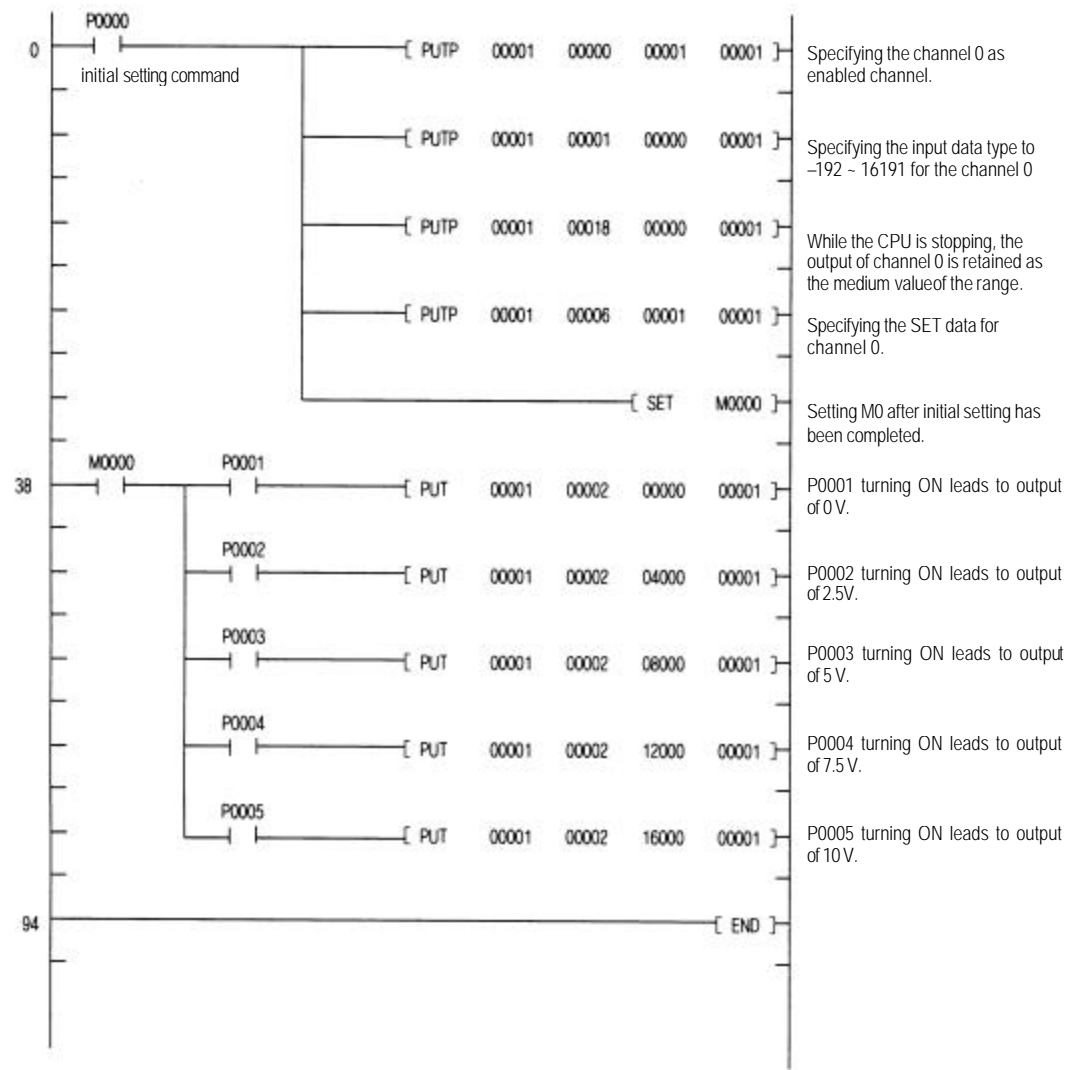 P0000
0 [ PUTP 00001 00000 00001 00001 ] Specifying the channel 0 as
initial setting command
enabled channel.
[ PUTP 00001 00001 00000 00001 ] Specifying the input data type to
–192 ~ 16191 for the channel 0
[ PUTP 00001 00018 00000 00001 ] While the CPU is stopping, the
output of channel 0 is retained as
the medium valueof the range.
[ PUTP 00001 00006 00001 00001 ] Specifying the SET data for
channel 0.
[ SET M0000 ] Setting M0 after initial setting has
been completed.
M0000 P0001
38 [ PUT 00001 00002 00000 00001 ] P0001 turning ON leads to output
of 0 V.
P0002
[ PUT 00001 00002 04000 00001 ] P0002 turning ON leads to output
of 2.5V.
P0003
[ PUT 00001 00002 08000 00001 ] P0003 turning ON leads to output
of 5 V.
P0004
[ PUT 00001 00002 12000 00001 ] P0004 turning ON leads to output
of 7.5 V.
P0005
[ PUT 00001 00002 16000 00001 ] P0005 turning ON leads to output
of 10 V.
94 [ END ]